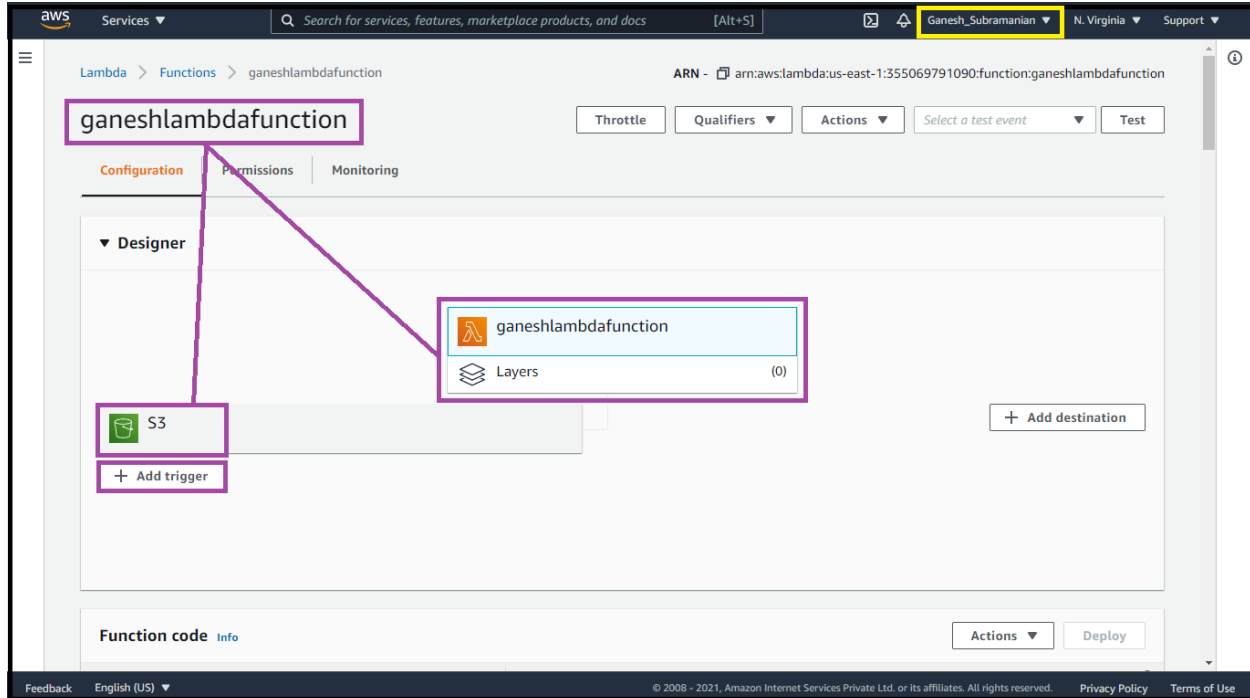 aws Services ▼ Search for services, features, marketplace products, and docs [Alt+S] Ganesh_Subramanian ▼ N. Virginia ▼ Support ▼
Lambda > Functions > ganeshlambdafunction ARN - arn:aws:lambda:us-east-1:355069791090:function:ganeshlambdafunction
ganeshlambdafunction Throttle Qualifiers ▼ Actions ▼ Select a test event ▼ Test
Configuration Permissions Monitoring
▼ Designer
ganeshlambdafunction
Layers (0)
S3
+ Add destination
+ Add trigger
Function code Info Actions ▼ Deploy
Feedback English (US) ▼ © 2008 - 2021, Amazon Internet Services Private Ltd. or its affiliates. All rights reserved. Privacy Policy Terms of Use